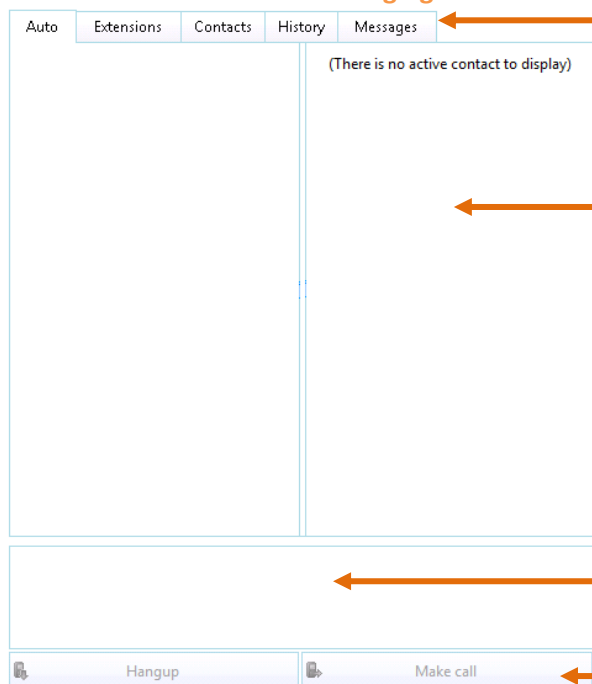 Auto Extensions Contacts History Messages
(There is no active contact to display)
Hangup Make call